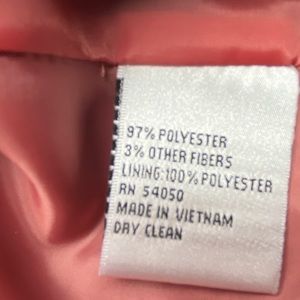 97% POLYESTER
3% OTHER FIBERS
LINING:100% POLYESTER
RN 54050
MADE IN VIETNAM
DRY CLEAN